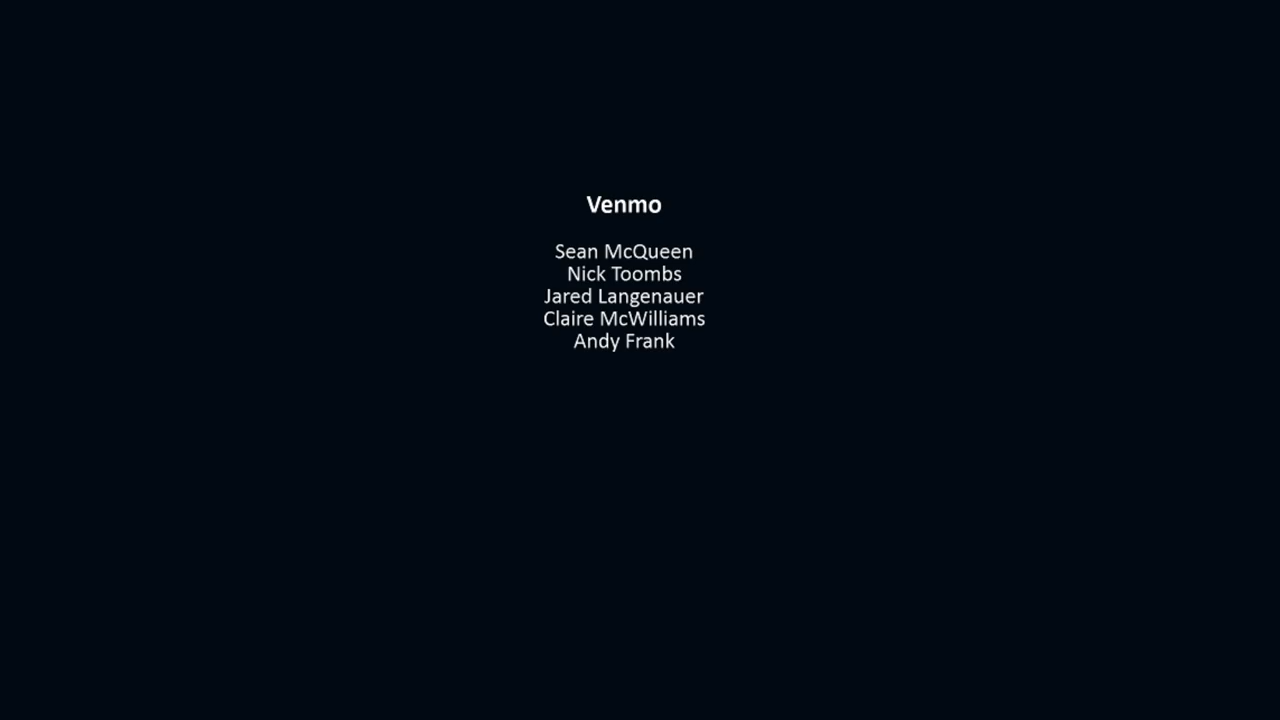 Venmo
Sean McQueen
Nick Toombs
Jared Langenauer
Claire McWilliams
Andy Frank